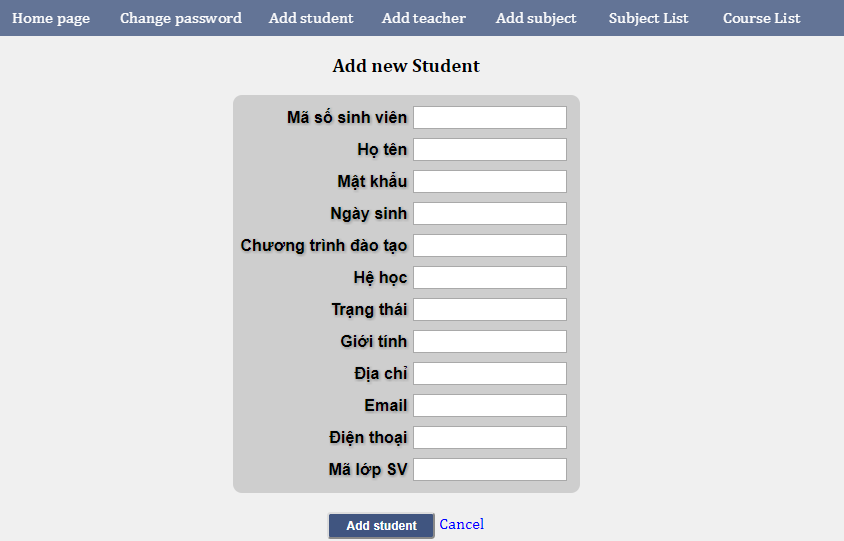 Home page Change password Add student Add teacher Add subject Subject List Course List
Add new Student
Mã số sinh viên
Họ tên
Mật khẩu
Ngày sinh
Chương trình đào tạo
Hệ học
Trạng thái
Giới tính
Địa chỉ
Email
Điện thoại
Mã lớp SV
Add student Cancel